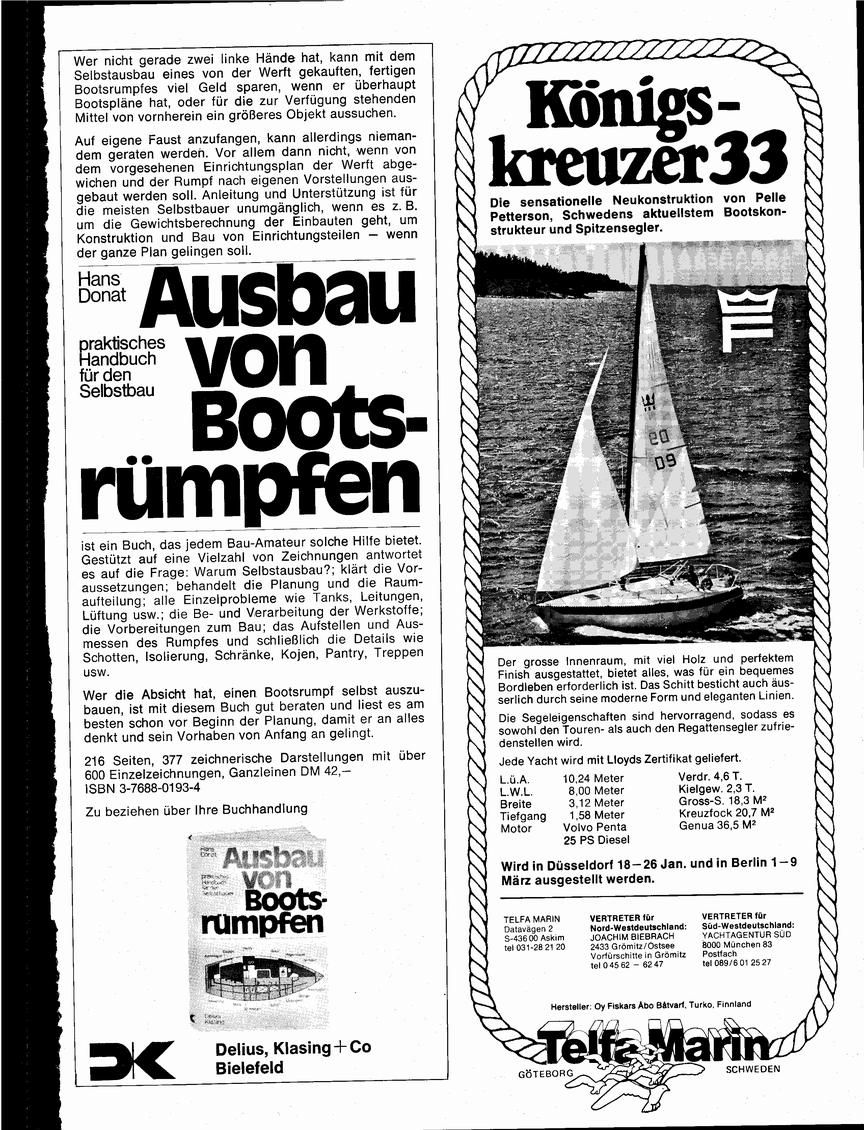 Wer nicht gerade zwei linke Hände hat, kann mit dem
Selbstausbau eines von der Werft gekauften, fertigen
Bootsrumpfes viel Geld sparen, wenn er überhaupt
Bootspläne hat, oder für die zur Verfügung stehenden
Mittel von vornherein ein größeres Objekt aussuchen.
Auf eigene Faust anzufangen, kann allerdings nieman-
dem geraten werden. Vor allem dann nicht, wenn von
dem vorgesehenen Einrichtungsplan der Werft abge-
wichen und der Rumpf nach eigenen Vorstellungen aus-
gebaut werden soll. Anleitung und Unterstützung ist für
die meisten Selbstbauer unumgänglich, wenn es z. B.
um die Gewichtsberechnung der Einbauten geht, um
Konstruktion und Bau von Einrichtungsteilen — wenn
der ganze Plan gelingen soll.
Hans
Donat
praktisches
Handbuch
für den
Selbstbau
Ausbau
von
Boots-
rümpfen
ist ein Buch, das jedem Bau-Amateur solche Hilfe bietet.
Gestützt auf eine Vielzahl von Zeichnungen antwortet
es auf die Frage: Warum Selbstausbau?; klärt die Vor-
aussetzungen; behandelt die Planung und die Raum-
aufteilung; alle Einzelprobleme wie Tanks, Leitungen,
Lüftung usw.; die Be- und Verarbeitung der Werkstoffe;
die Vorbereitungen zum Bau; das Aufstellen und Aus-
messen des Rumpfes und schließlich die Details wie
Schotten, Isolierung, Schränke, Kojen, Pantry, Treppen
usw.
Wer die Absicht hat, einen Bootsrumpf selbst auszu-
bauen, ist mit diesem Buch gut beraten und liest es am
besten schon vor Beginn der Planung, damit er an alles
denkt und sein Vorhaben von Anfang an gelingt.
216 Seiten, 377 zeichnerische Darstellungen mit über
600 Einzelzeichnungen, Ganzleinen DM 42,—
ISBN 3-7688-0193-4
Zu beziehen über Ihre Buchhandlung
Hans
Donat
Ausbau
von
Boots-
rümpfen
praktisches
Handbuch
für den
Delius
Klasing
DK
Delius, Klasing+Co
Bielefeld
Königs-
kreuzer 33
Die sensationelle Neukonstruktion von Pelle
Petterson, Schwedens aktuellstem Bootskon-
strukteur und Spitzensegler.
F
20
09
Der grosse Innenraum, mit viel Holz und perfektem
Finish ausgestattet, bietet alles, was für ein bequemes
Bordleben erforderlich ist. Das Schitt besticht auch äus-
serlich durch seine moderne Form und eleganten Linien.
Die Segeleigenschaften sind hervorragend, sodass es
sowohl den Touren- als auch den Regattensegler zufrie-
denstellen wird.
Jede Yacht wird mit Lloyds Zertifikat geliefert.
L.ü.A. 10,24 Meter Verdr. 4,6 T.
L.W.L. 8,00 Meter Kielgew. 2,3 T.
Breite 3,12 Meter Gross-S. 18,3 M²
Tiefgang 1,58 Meter Kreuzfock 20,7 M²
Motor Volvo Penta Genua 36,5 M²
25 PS Diesel
Wird in Düsseldorf 18—26 Jan. und in Berlin 1—9
März ausgestellt werden.
TELFA MARIN
Datavägen 2
S-436 00 Askim
tel 031-28 21 20
VERTRETER für
Nord-Westdeutschland:
JOACHIM BIEBRACH
2433 Grömitz/Ostsee
Vorfürschitte in Grömitz
tel 0 45 62 — 62 47
VERTRETER für
Süd-Westdeutschland:
YACHTAGENTUR SÜD
8000 München 83
Postfach
tel 089/6 01 25 27
Hersteller: Oy Fiskars Åbo Båtvarf, Turko, Finnland
Telfa Marin
GÖTEBORG SCHWEDEN